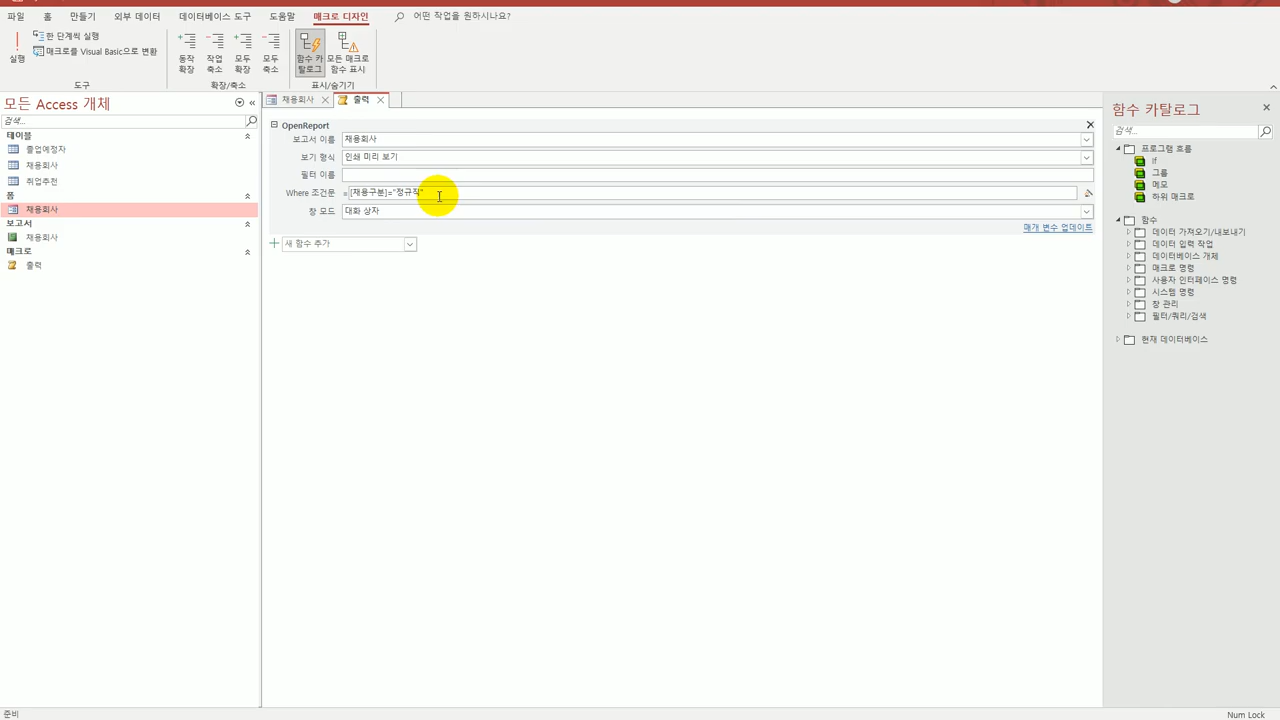 파일 홈 만들기 외부 데이터 데이터베이스 도구 도움말 매크로 디자인 어떤 작업을 원하시나요?
실행
한 단계씩 실행
매크로를 Visual Basic으로 변환
도구
동작 확장
작업 축소
모두 확장
모두 축소
확장/축소
함수 카탈로그
모든 매크로 함수 표시
표시/숨기기
모든 Access 개체
검색...
테이블
졸업예정자
채용회사
취업추천
폼
채용회사
보고서
채용회사
매크로
출력
채용회사
출력
OpenReport
보고서 이름 채용회사
보기 형식 인쇄 미리 보기
필터 이름
Where 조건문 = [채용구분]="정규직"
창 모드 대화 상자
매개 변수 업데이트
새 함수 추가
함수 카탈로그
검색...
프로그램 흐름
If
그룹
메모
하위 매크로
함수
데이터 가져오기/내보내기
데이터 입력 작업
데이터베이스 개체
매크로 명령
사용자 인터페이스 명령
시스템 명령
창 관리
필터/쿼리/검색
현재 데이터베이스
준비
Num Lock